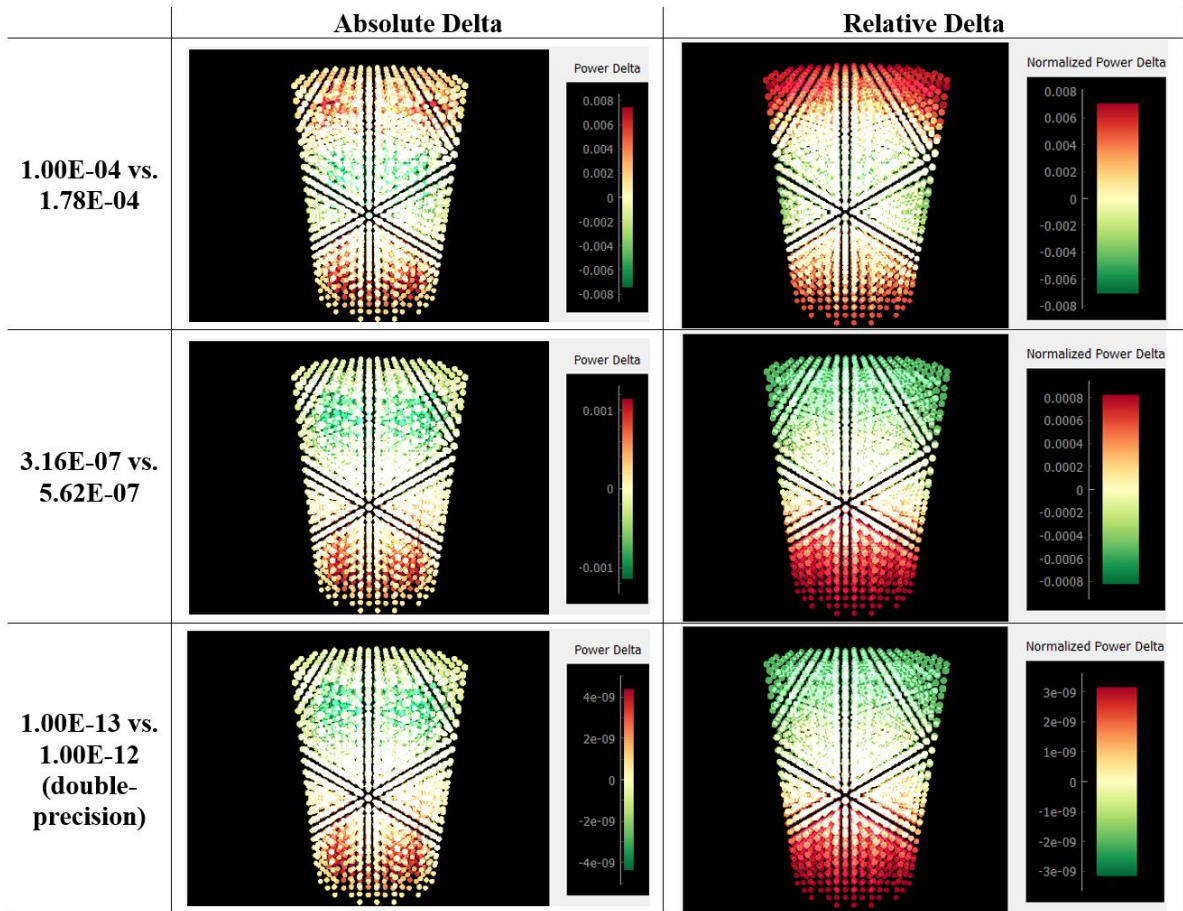 Absolute Delta
Relative Delta
1.00E-04 vs.
1.78E-04
Power Delta
0.008
0.006
0.004
0.002
0
-0.002
-0.004
-0.006
-0.008
Normalized Power Delta
0.008
0.006
0.004
0.002
0
-0.002
-0.004
-0.006
-0.008
3.16E-07 vs.
5.62E-07
Power Delta
0.001
0
-0.001
Normalized Power Delta
0.0008
0.0006
0.0004
0.0002
0
-0.0002
-0.0004
-0.0006
-0.0008
1.00E-13 vs.
1.00E-12
(double-
precision)
Power Delta
4e-09
2e-09
0
-2e-09
-4e-09
Normalized Power Delta
3e-09
2e-09
1e-09
0
-1e-09
-2e-09
-3e-09